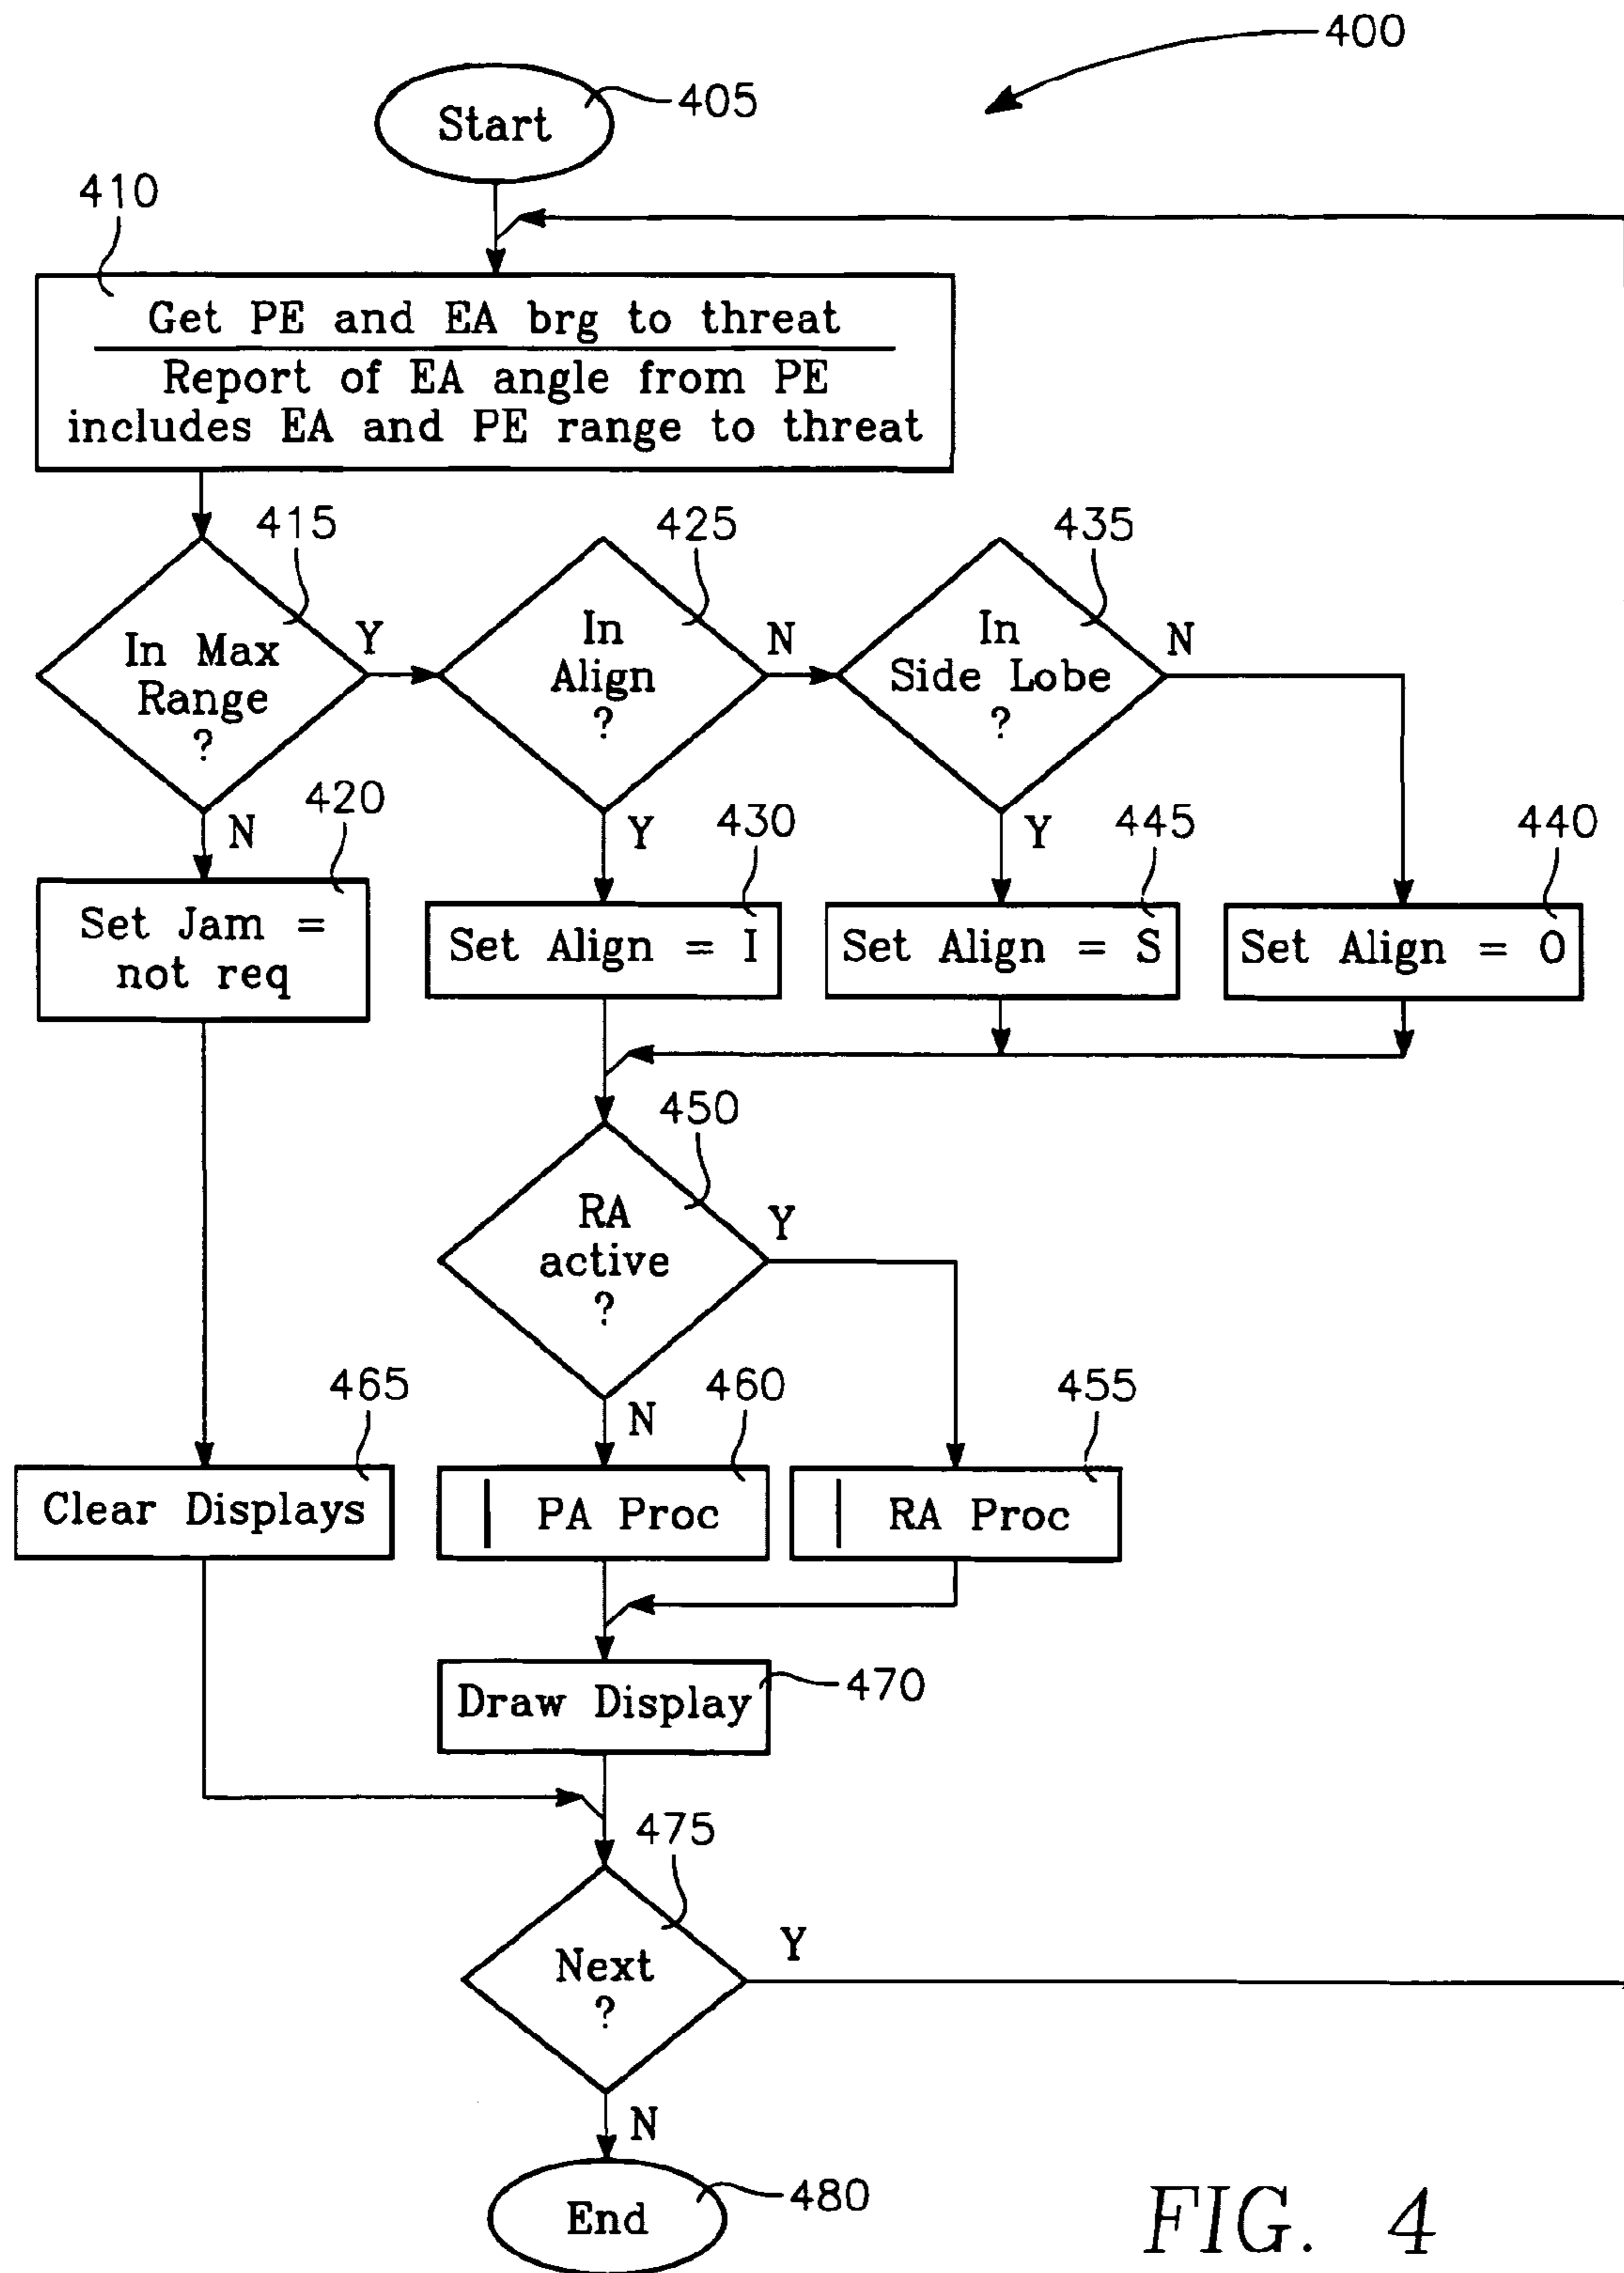 400
Start
405
410
Get PE and EA brg to threat
Report of EA angle from PE
includes EA and PE range to threat
415
425
435
In Max
Range
?
Y
In
Align
?
N
In
Side Lobe
?
N
N
420
Y
430
Y
445
440
Set Jam =
not req
Set Align = I
Set Align = S
Set Align = O
450
RA
active
?
Y
N
465
460
455
Clear Displays
PA Proc
RA Proc
Draw Display
470
475
Next
?
Y
N
End
480
FIG. 4